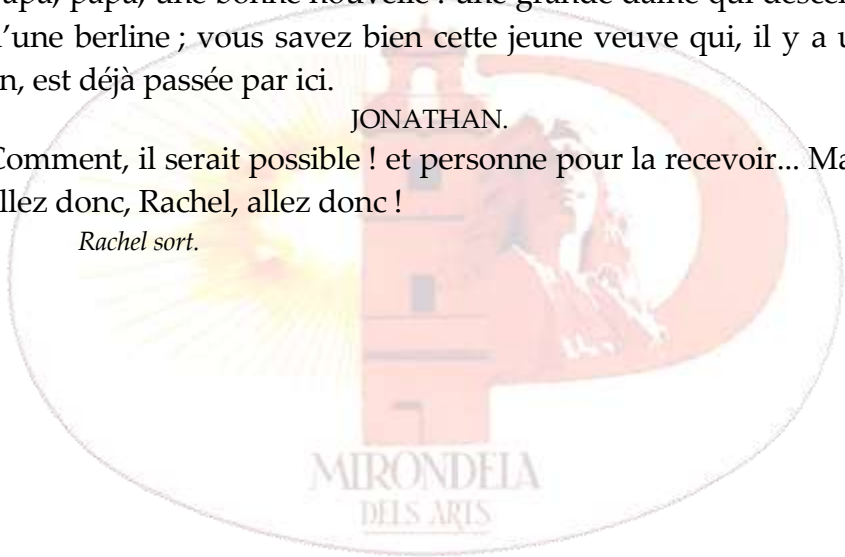 papa, papa, une bonne nouvelle ! une grande dame qui descen
'une berline ; vous savez bien cette jeune veuve qui, il y a u
n, est déjà passée par ici.
JONATHAN.
Comment, il serait possible ! et personne pour la recevoir... Ma
llez donc, Rachel, allez donc !
Rachel sort.
MIRONDELA
DELS ARTS